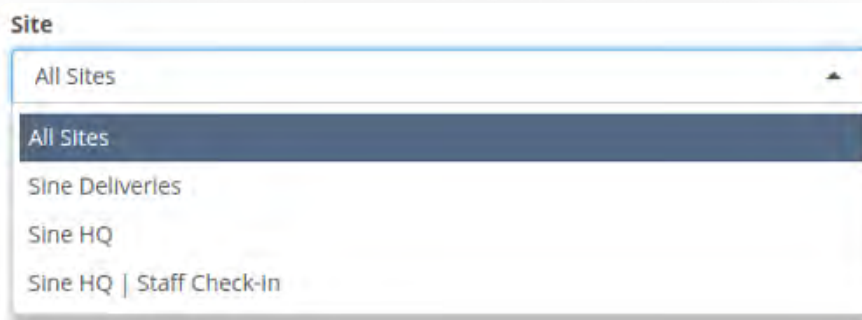 Site
All Sites
All Sites
Sine Deliveries
Sine HQ
Sine HQ | Staff Check-in